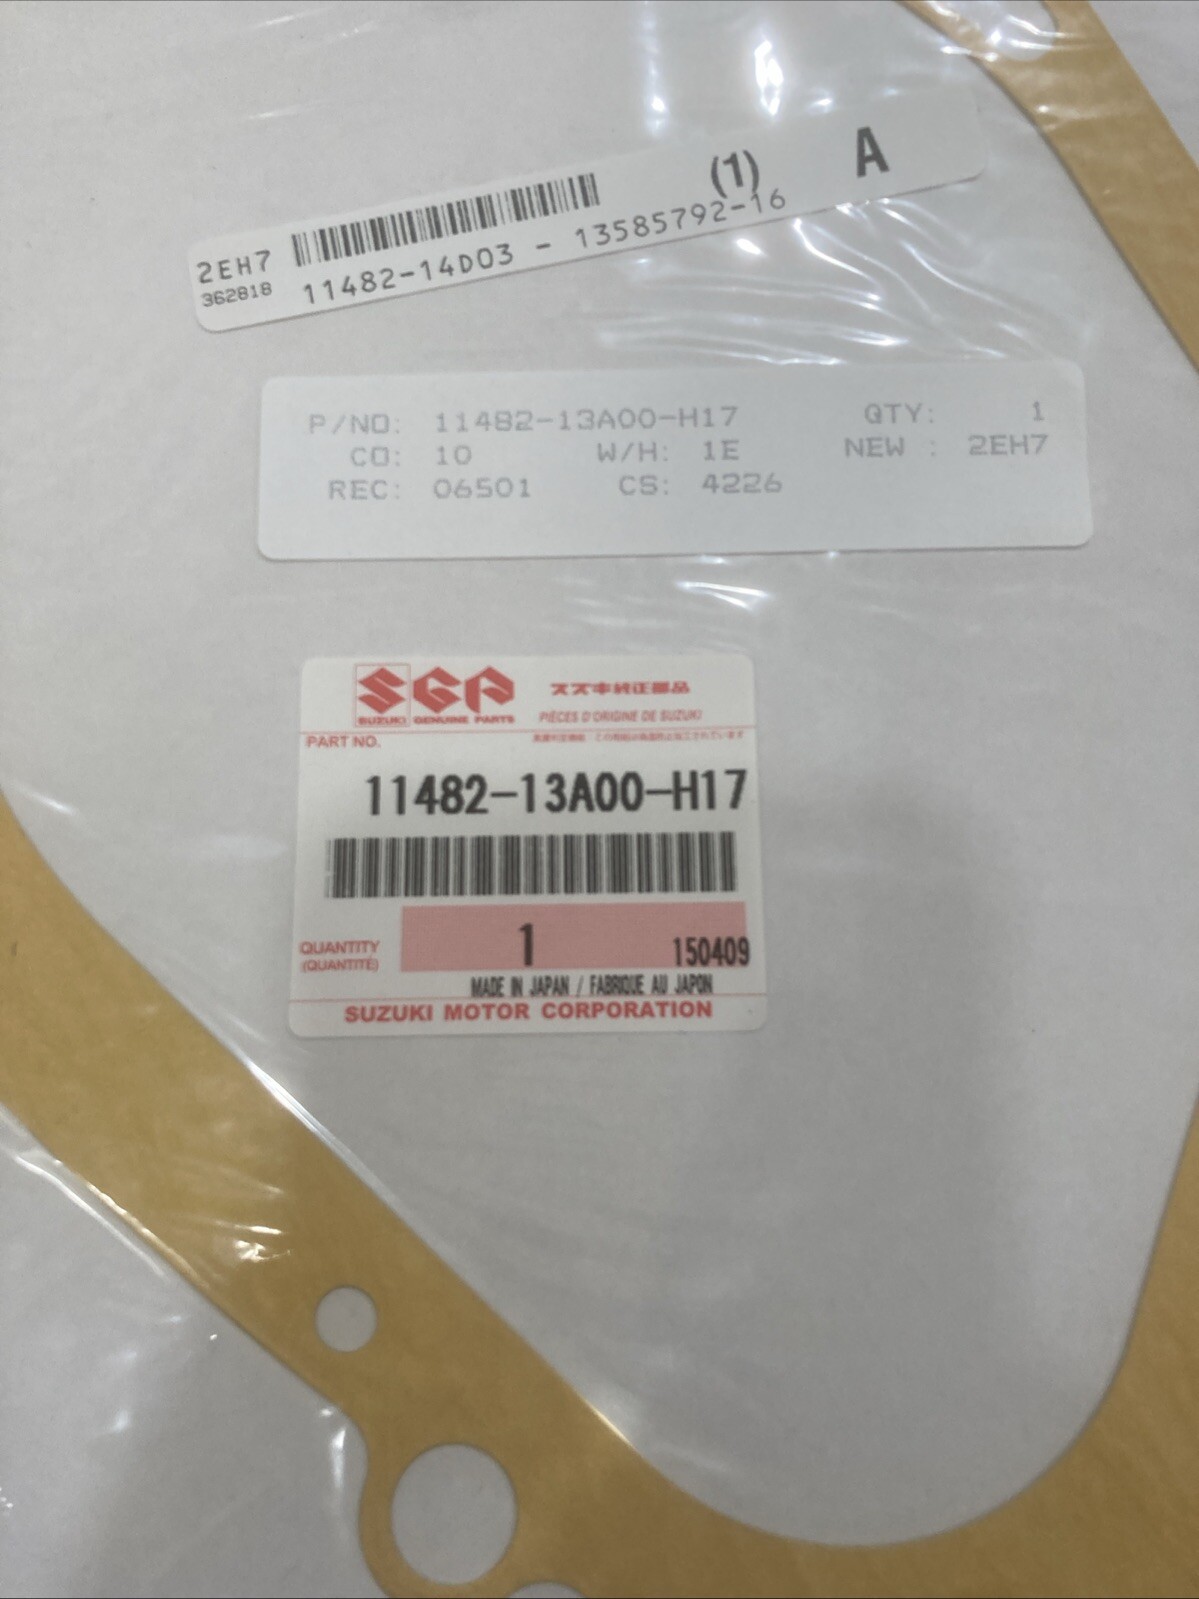 (1) A
2EH7
362818 11482-14D03 - 13585792-16
P/NO: 11482-13A00-H17 QTY: 1
CO: 10 W/H: 1E NEW : 2EH7
REC: 06501 CS: 4226
SGP スズキ純正部品
SUZUKI GENUINE PARTS PIÈCES D'ORIGINE DE SUZUKI
PART NO.
11482-13A00-H17
QUANTITY 1 150409
(QUANTITÉ)
MADE IN JAPAN / FABRIQUE AU JAPON
SUZUKI MOTOR CORPORATION